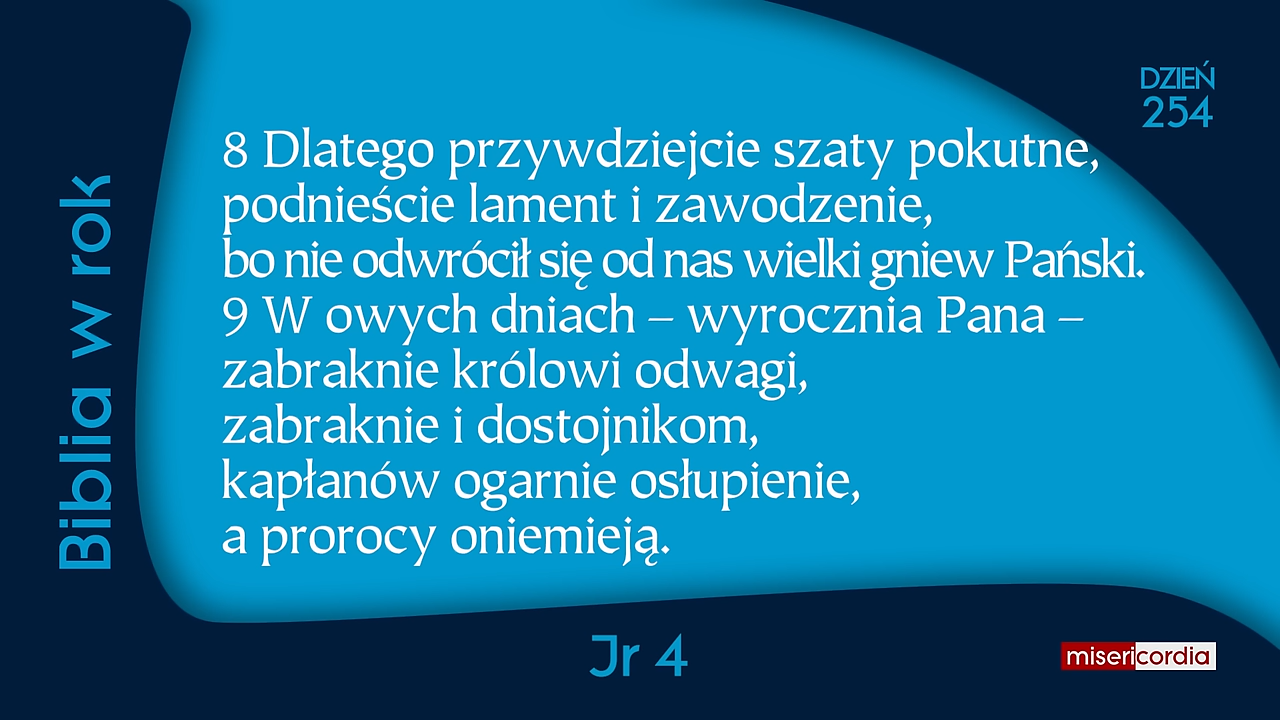 DZIEŃ
254
8 Dlatego przywdziejcie szaty pokutne,
podnieście lament i zawodzenie,
bo nie odwrócił się od nas wielki gniew Pański.
9 W owych dniach – wyrocznia Pana –
zabraknie królowi odwagi,
zabraknie i dostojnikom,
kapłanów ogarnie osłupienie,
a prorocy oniemieją.
Biblia w rok
Jr 4
misericordia